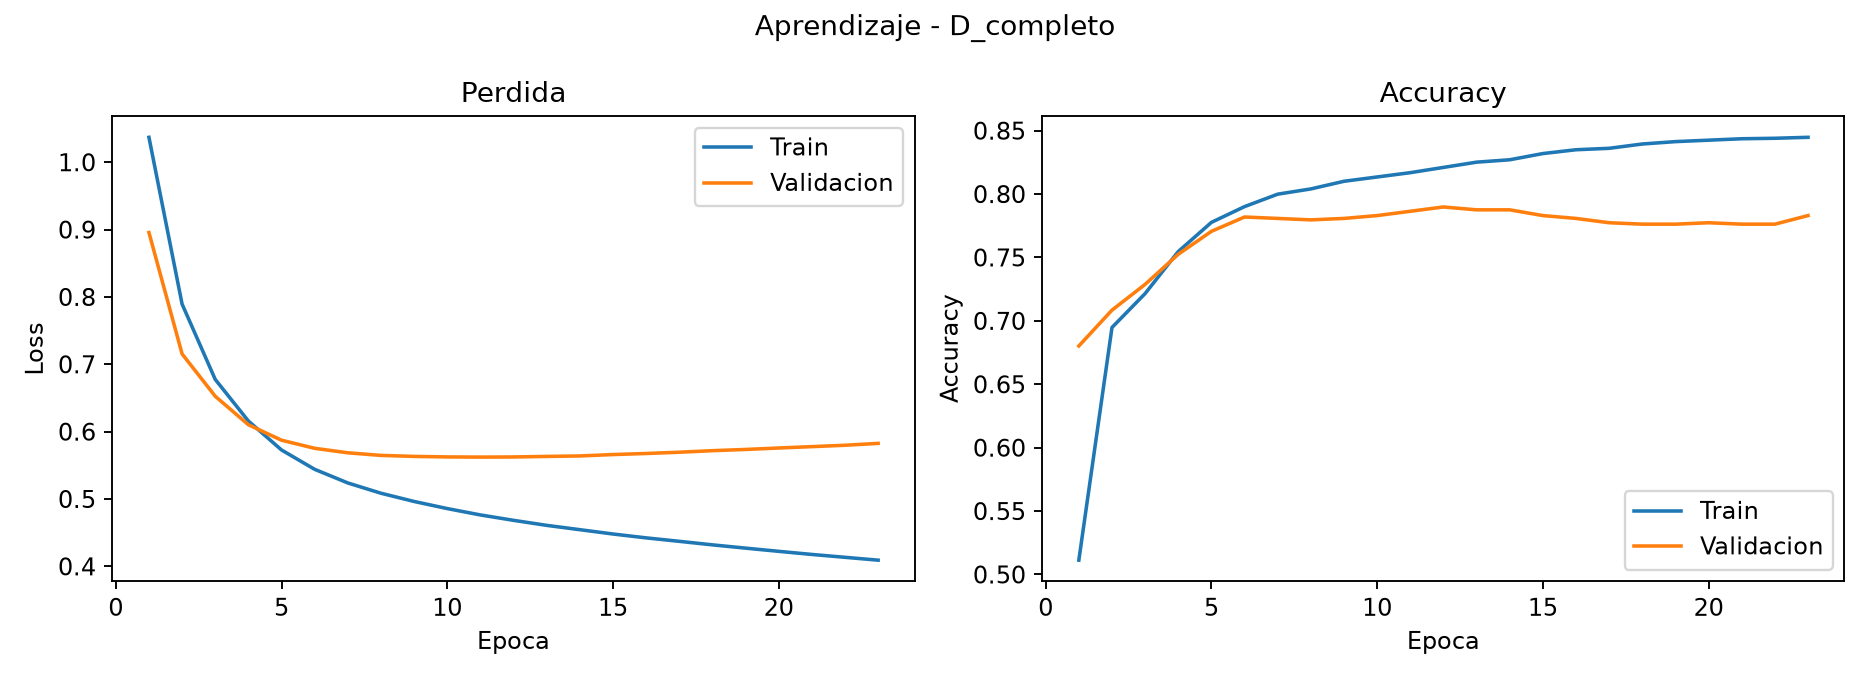 Aprendizaje - D_completo
Perdida
Train
Validacion
1.0
0.9
0.8
0.7
0.6
0.5
0.4
Loss
0
5
10
15
20
Epoca
Accuracy
0.85
0.80
0.75
0.70
0.65
0.60
0.55
0.50
Accuracy
Train
Validacion
0
5
10
15
20
Epoca